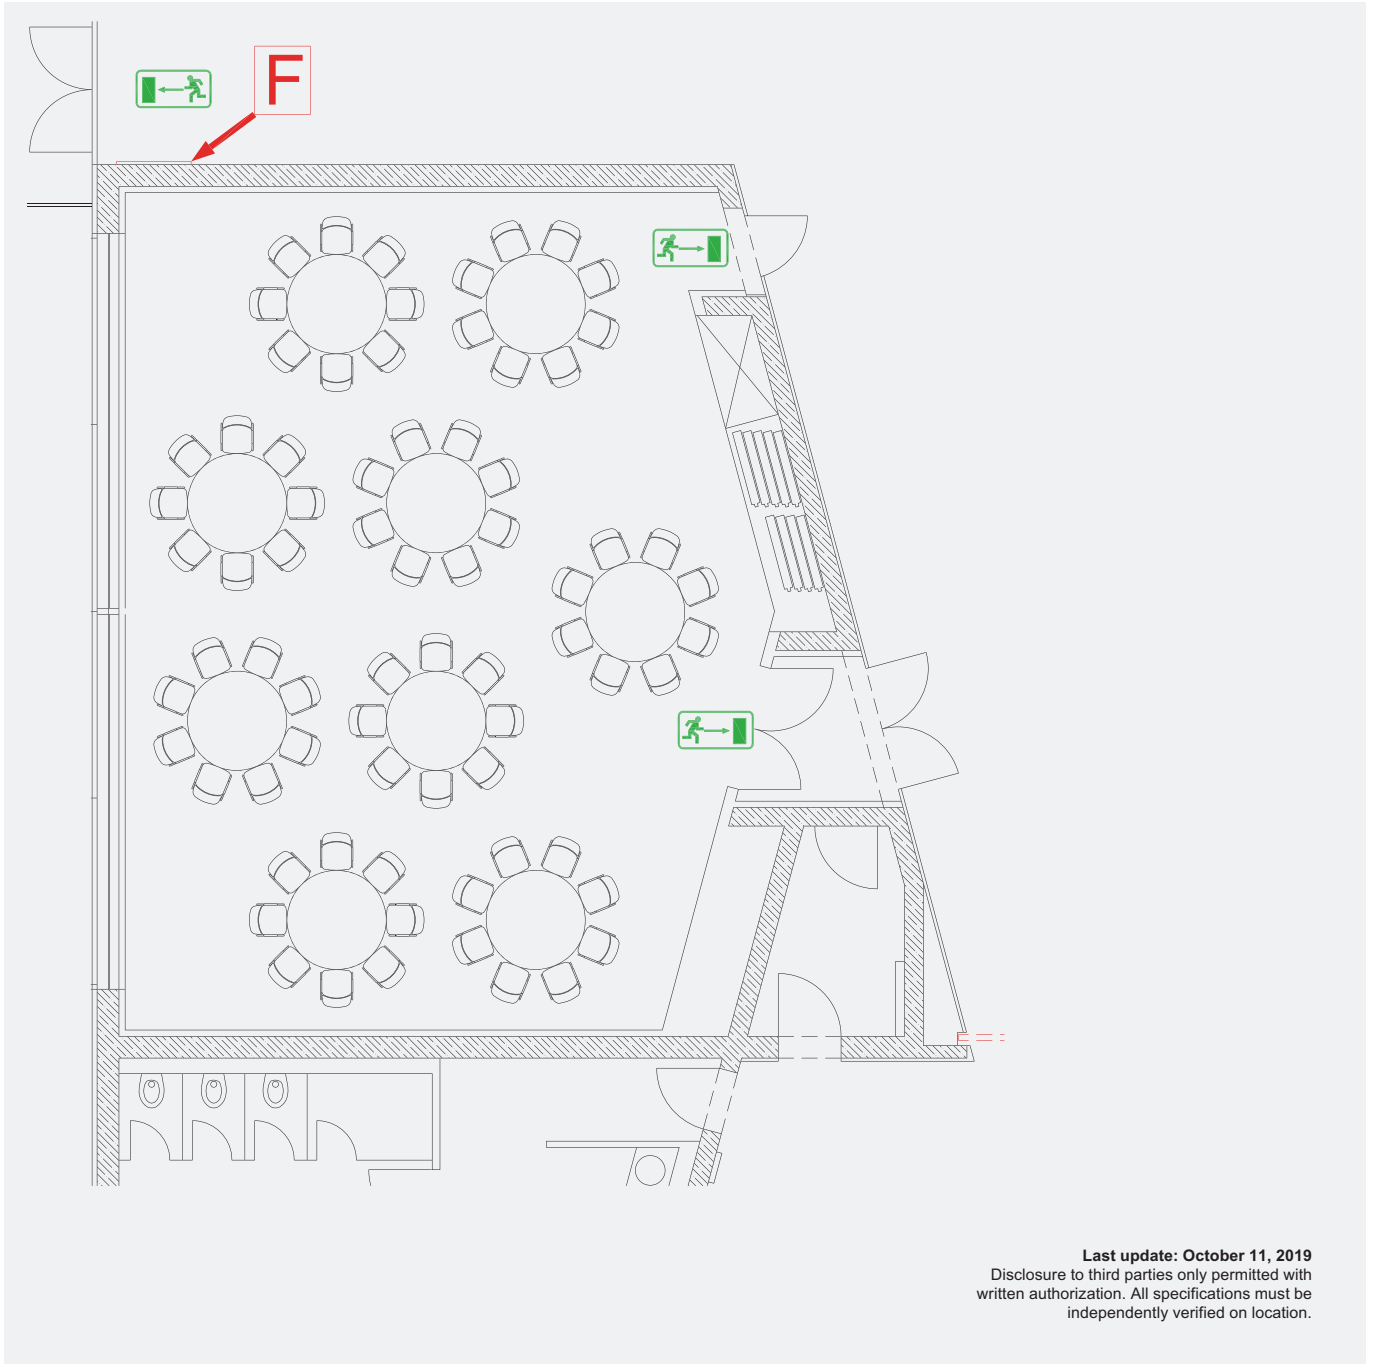 F
Last update: October 11, 2019
Disclosure to third parties only permitted with
written authorization. All specifications must be
independently verified on location.